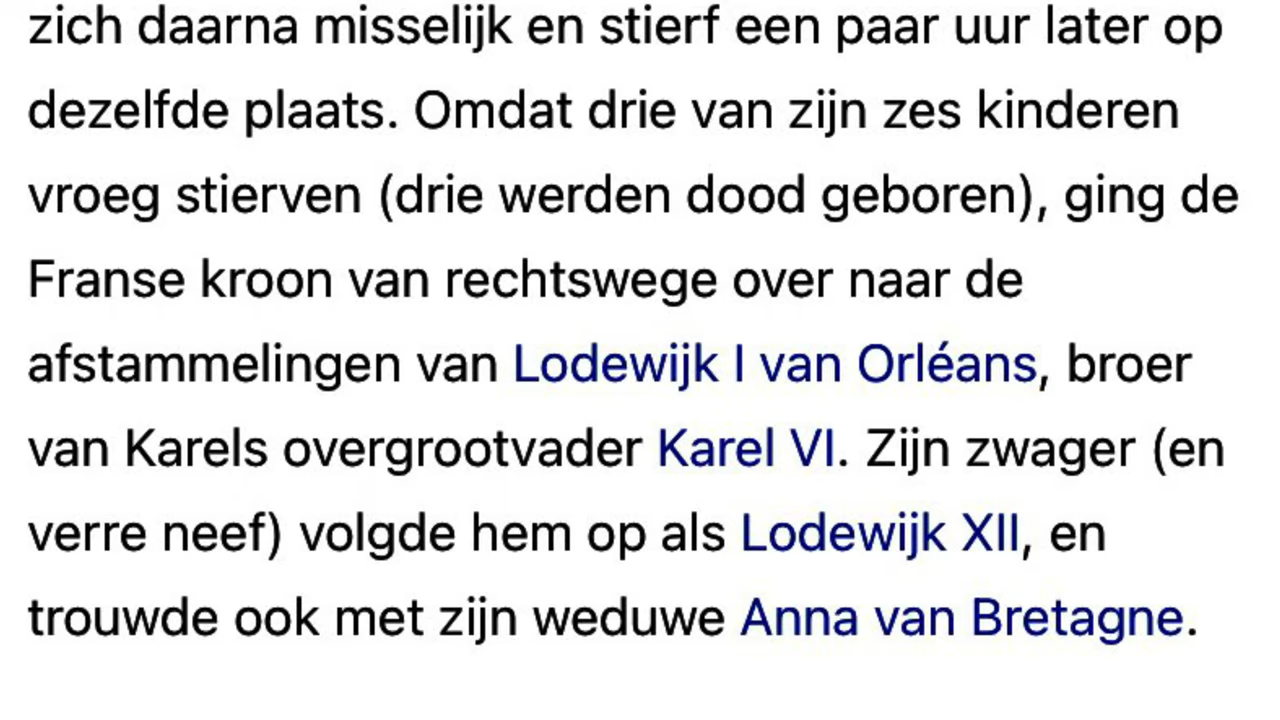 zich daarna misselijk en stierf een paar uur later op
dezelfde plaats. Omdat drie van zijn zes kinderen
vroeg stierven (drie werden dood geboren), ging de
Franse kroon van rechtswege over naar de
afstammelingen van Lodewijk I van Orléans, broer
van Karels overgrootvader Karel VI. Zijn zwager (en
verre neef) volgde hem op als Lodewijk XII, en
trouwde ook met zijn weduwe Anna van Bretagne.